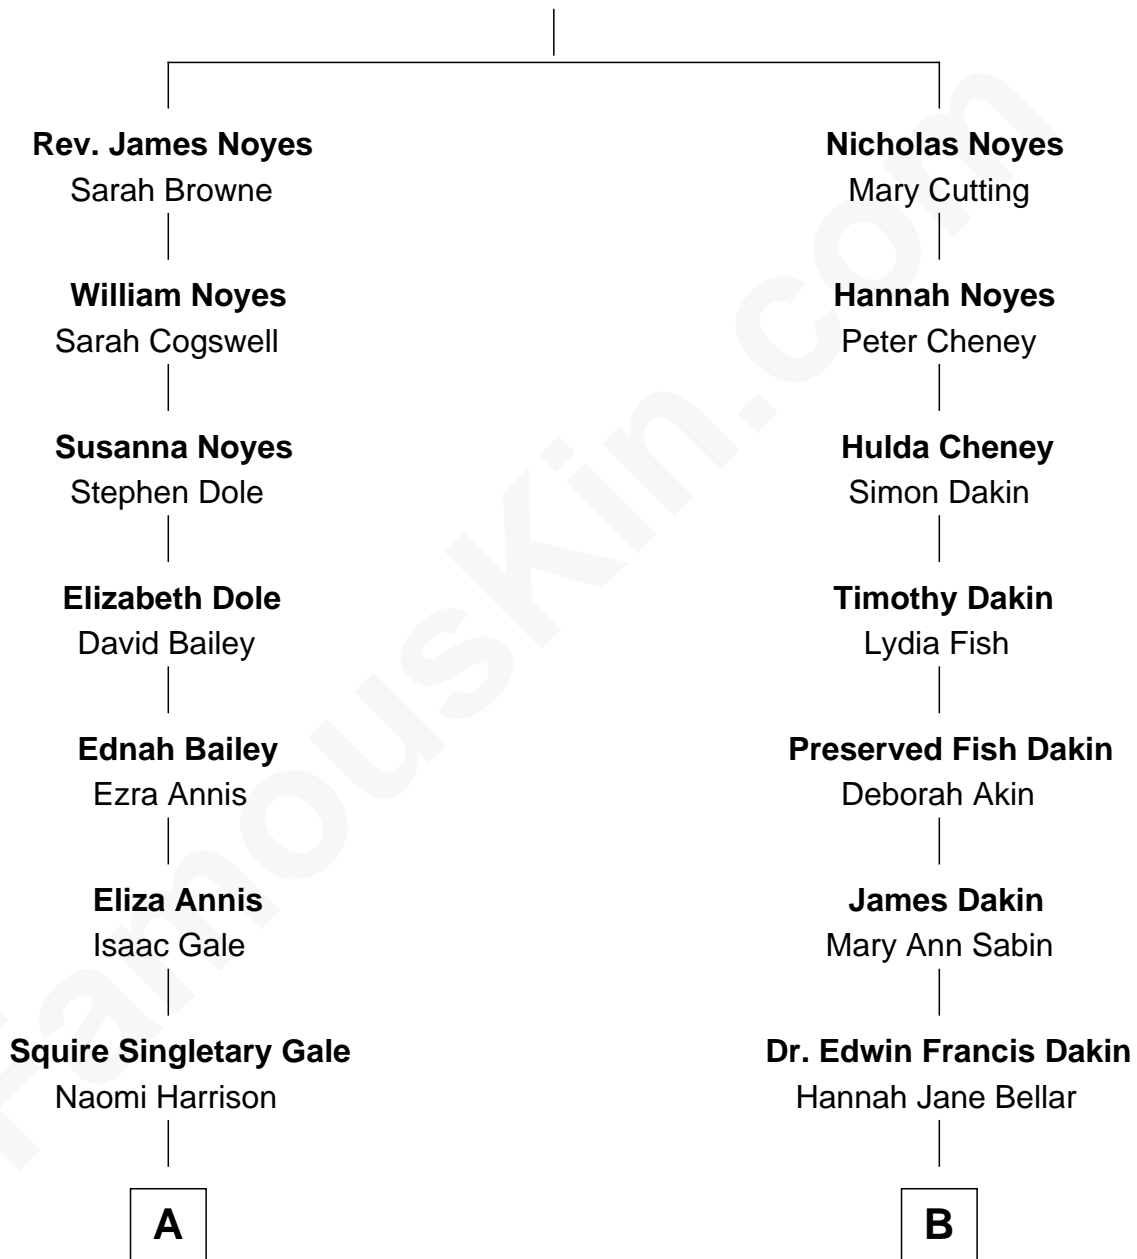 Rev. James Noyes
Sarah Browne
William Noyes
Sarah Cogswell
Susanna Noyes
Stephen Dole
Elizabeth Dole
David Bailey
Ednah Bailey
Ezra Annis
Eliza Annis
Isaac Gale
Squire Singletary Gale
Naomi Harrison
A
Nicholas Noyes
Mary Cutting
Hannah Noyes
Peter Cheney
Hulda Cheney
Simon Dakin
Timothy Dakin
Lydia Fish
Preserved Fish Dakin
Deborah Akin
James Dakin
Mary Ann Sabin
Dr. Edwin Francis Dakin
Hannah Jane Bellar
B
FamousKin.com